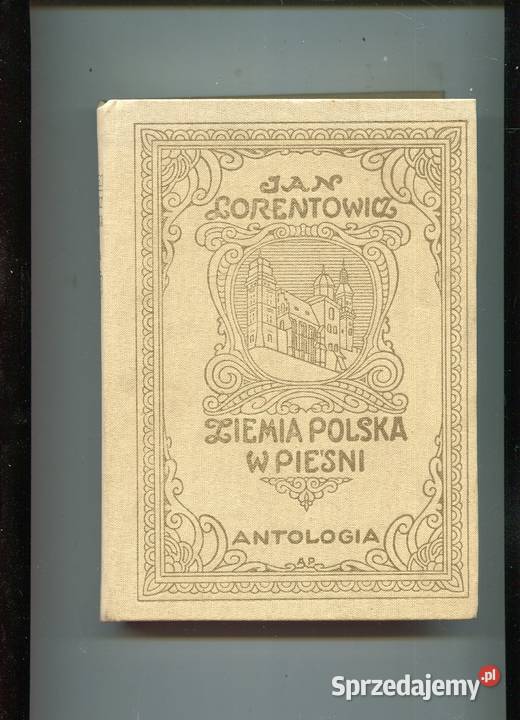 JAN
LORENTOWICZ
ZIEMIA POLSKA
W PIEŚNI
ANTOLOGIA
A.P.
Sprzedajemy.pl